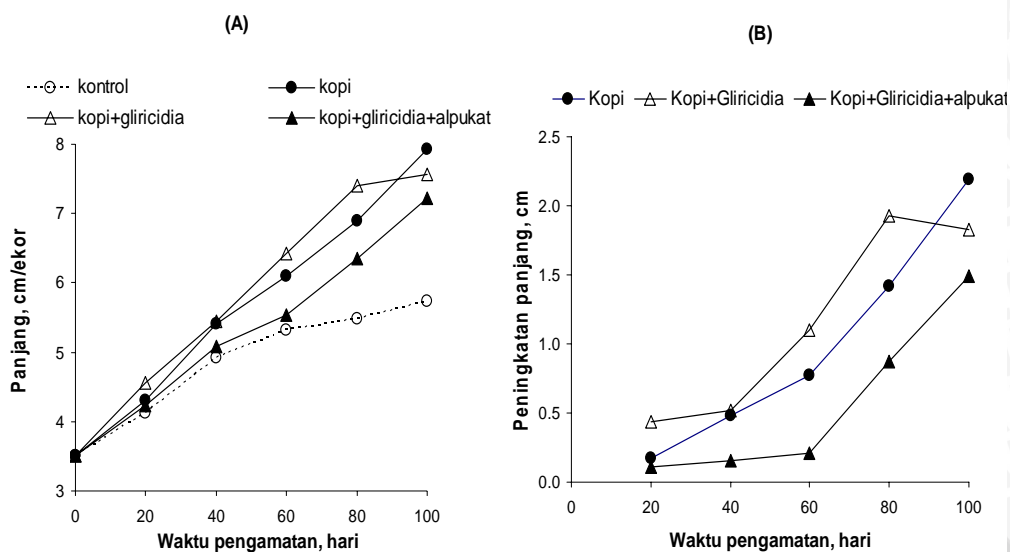 (A)
kontrol
kopi
kopi+gliricidia
kopi+gliricidia+alpukat
8
7
6
5
4
3
Panjang, cm/ekor
0 20 40 60 80 100
Waktu pengamatan, hari
(B)
Kopi
Kopi+Gliricidia
Kopi+Gliricidia+alpukat
2.5
2.0
1.5
1.0
0.5
0.0
Peningkatan panjang, cm
0 20 40 60 80 100
Waktu pengamatan, hari